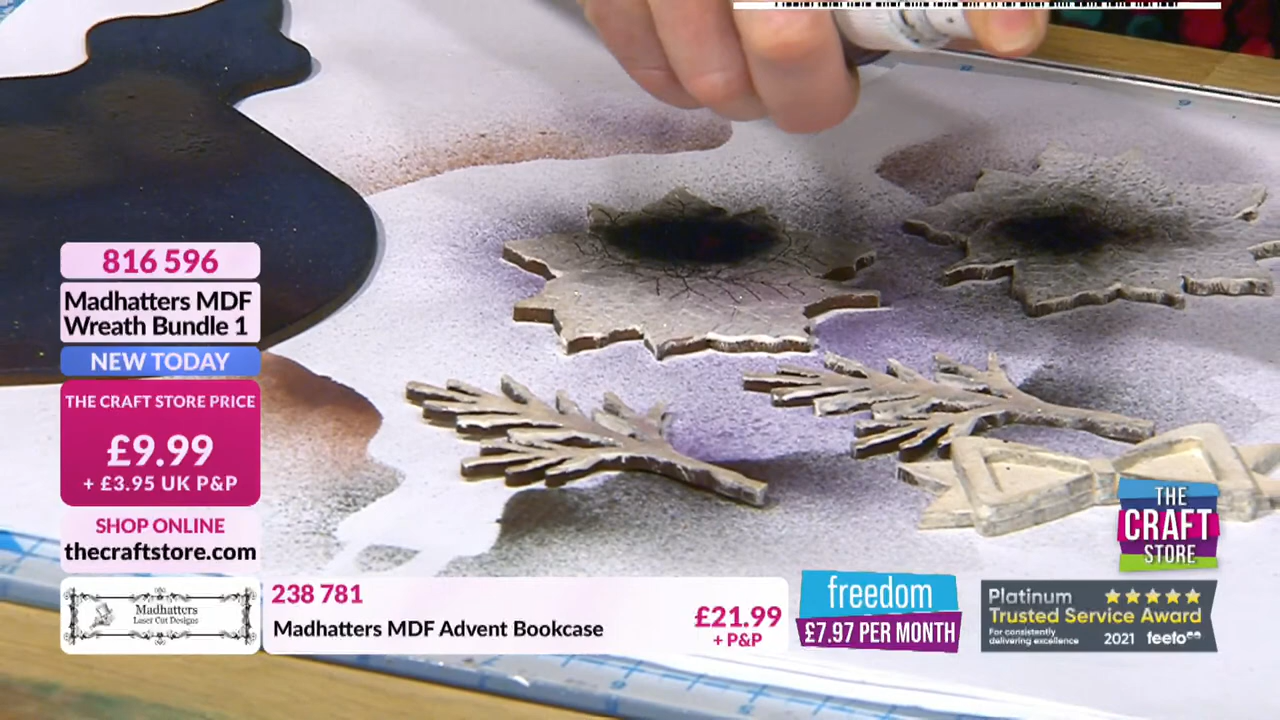 816 596
Madhatters MDF
Wreath Bundle 1
NEW TODAY
THE CRAFT STORE PRICE
£9.99
+ £3.95 UK P&P
SHOP ONLINE
thecraftstore.com
Madhatters
Laser Cut Designs
238 781
Madhatters MDF Advent Bookcase
£21.99
+ P&P
freedom
£7.97 PER MONTH
THE
CRAFT
STORE
Platinum
Trusted Service Award
For consistently
delivering excellence
2021 feefo